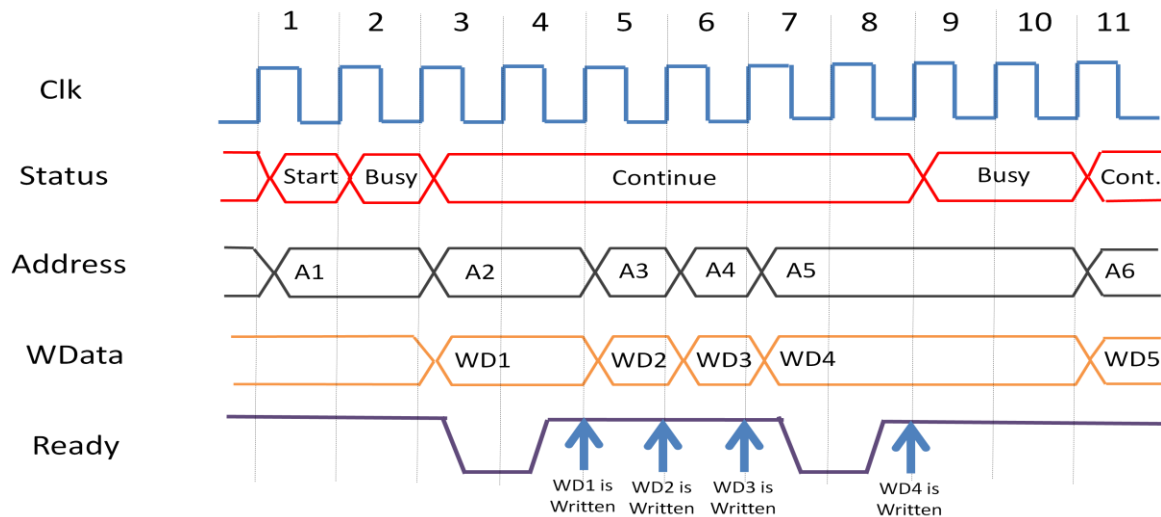 1 2 3 4 5 6 7 8 9 10 11
Clk
Status Start Busy Continue Busy Cont.
Address A1 A2 A3 A4 A5 A6
WData WD1 WD2 WD3 WD4 WD5
Ready
WD1 is WD2 is WD3 is WD4 is
Written Written Written Written